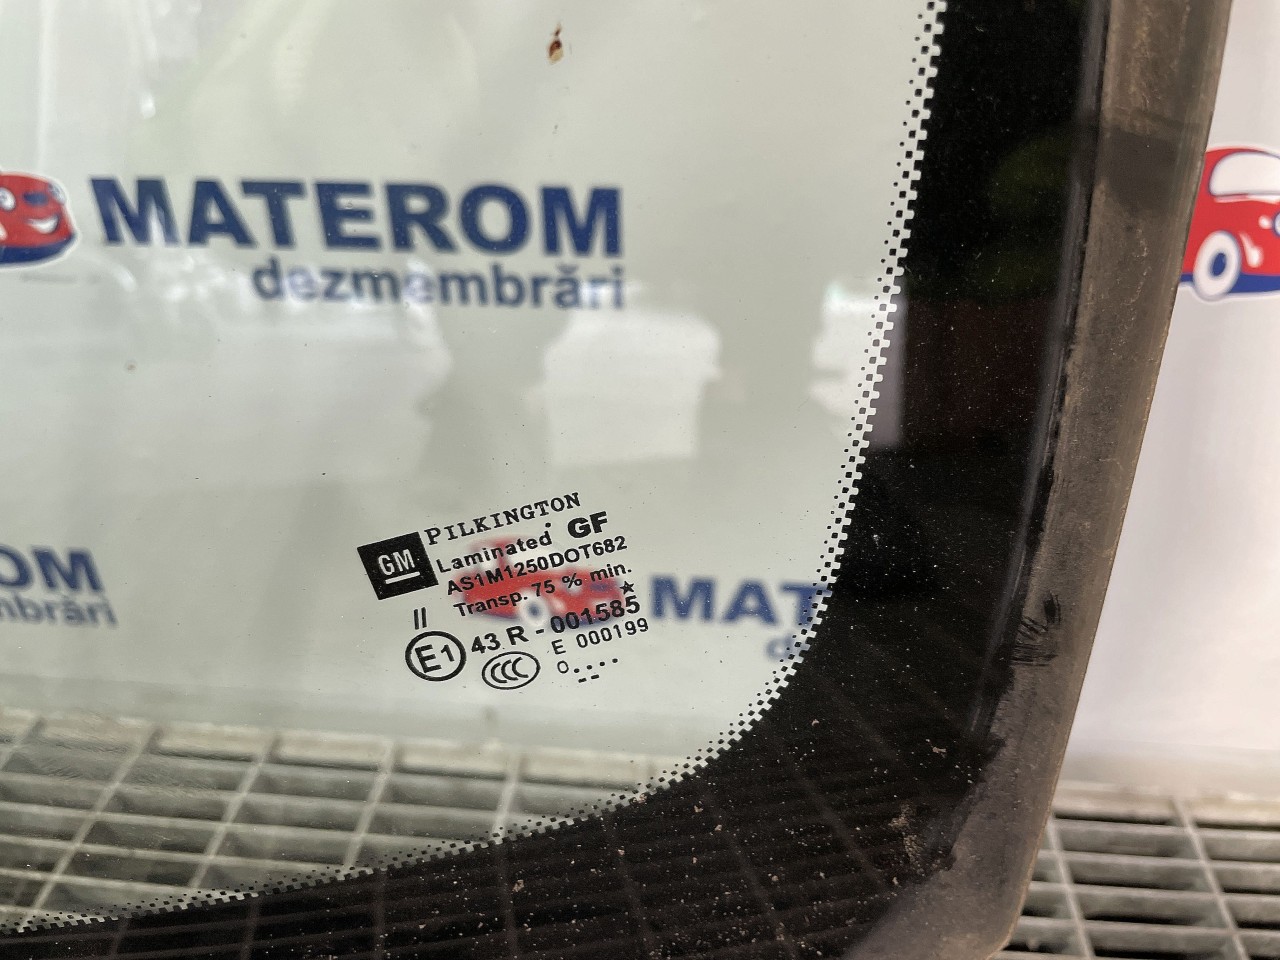 MATEROM
dezmembrări
PILKINGTON
GM
Laminated GF
AS1M1250DOT682
Transp. 75 % min.
II
E1 43 R - 001585
CCC E 000199
OM
mbrări
MAT
d